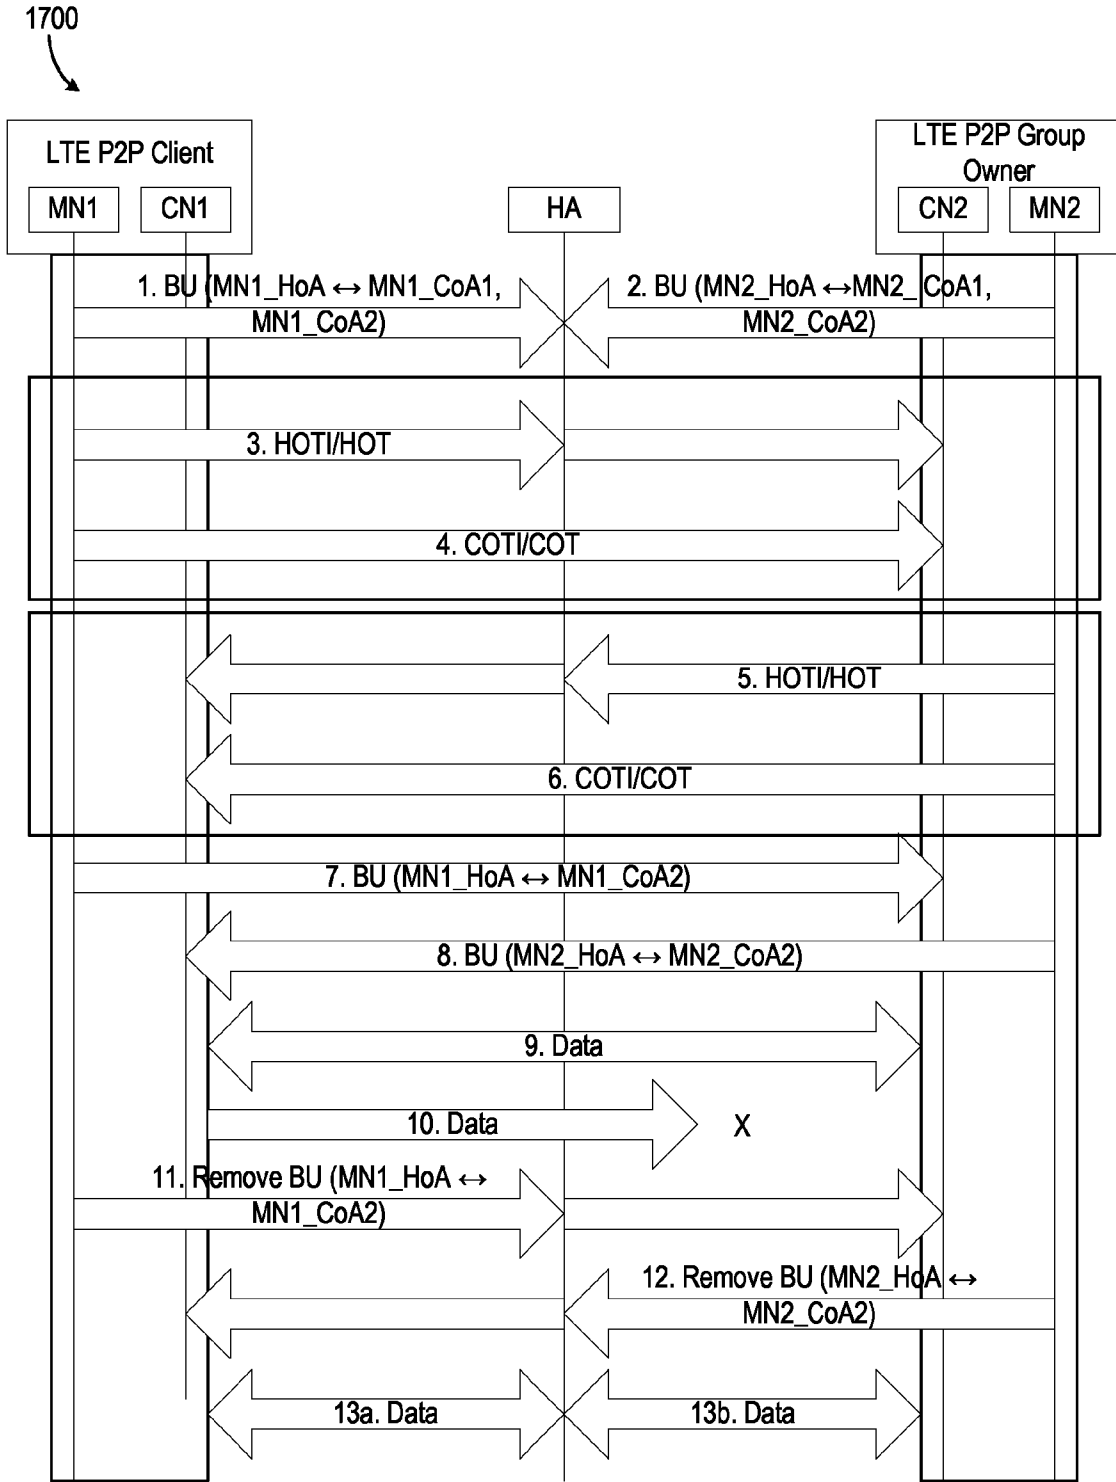 1700
LTE P2P Client
LTE P2P Group
Owner
MN1
CN1
HA
CN2
MN2
1. BU (MN1_HoA ↔ MN1_CoA1,
MN1_CoA2)
2. BU (MN2_HoA ↔MN2_ CoA1,
MN2_CoA2)
3. HOTI/HOT
4. COTI/COT
5. HOTI/HOT
6. COTI/COT
7. BU (MN1_HoA ↔ MN1_CoA2)
8. BU (MN2_HoA ↔ MN2_CoA2)
9. Data
10. Data
X
11. Remove BU (MN1_HoA ↔
MN1_CoA2)
12. Remove BU (MN2_HoA ↔
MN2_CoA2)
13a. Data
13b. Data